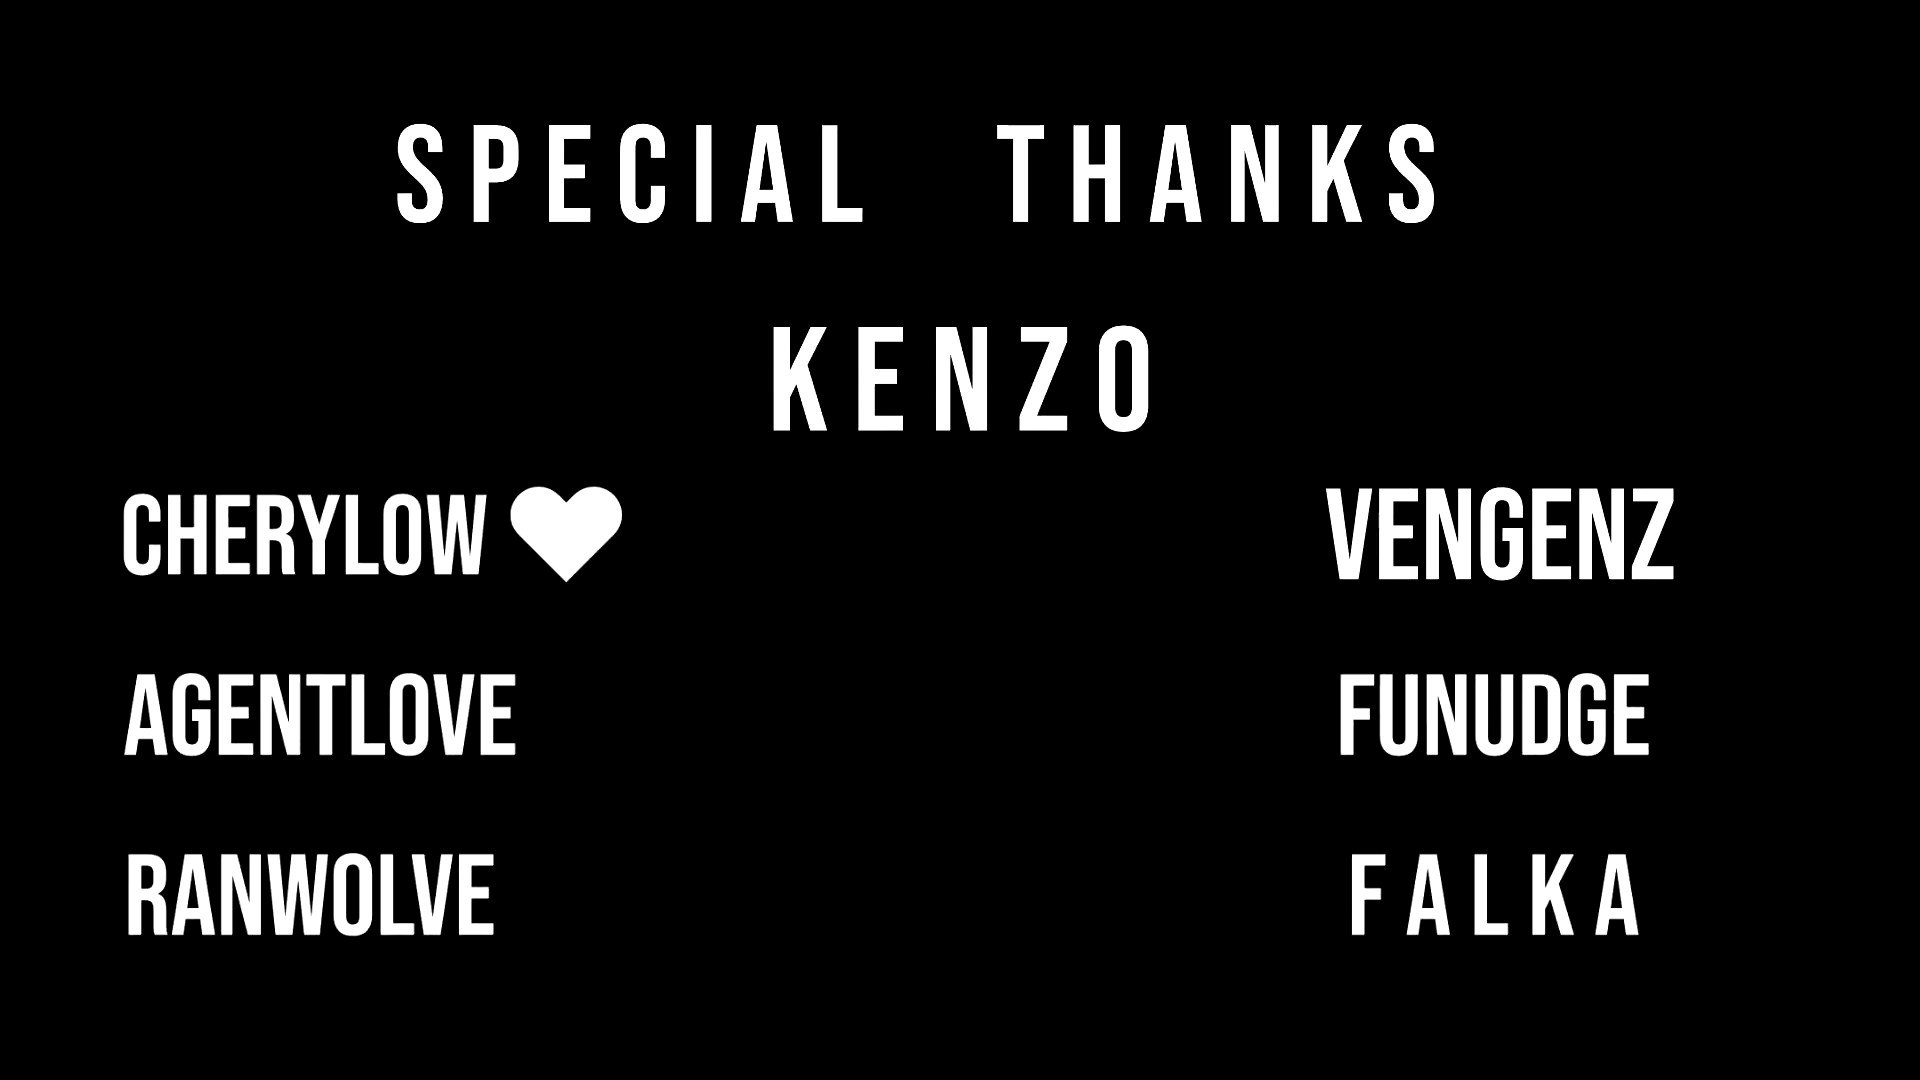 SPECIAL THANKS
KENZO
CHERYLOW ♥
VENGENZ
AGENTLOVE
FUNUDGE
RANWOLVE
FALKA